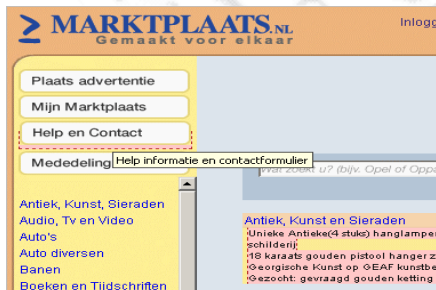 MARKTPLAATS.NL
Gemaakt voor elkaar
Inlogg
Plaats advertentie
Mijn Marktplaats
Help en Contact
Mededeling
Help informatie en contactformulier
Wat zoekt u? (bijv. Opel of Oppa
Antiek, Kunst, Sieraden
Audio, Tv en Video
Auto's
Auto diversen
Banen
Boeken en Tijdschriften
Antiek, Kunst en Sieraden
Unieke Antieke(4 stuks) hanglamper
schilderij
18 karaats gouden pistool hanger z
Georgische Kunst op GEAF kunstbe
Gezocht: gevraagd gouden ketting